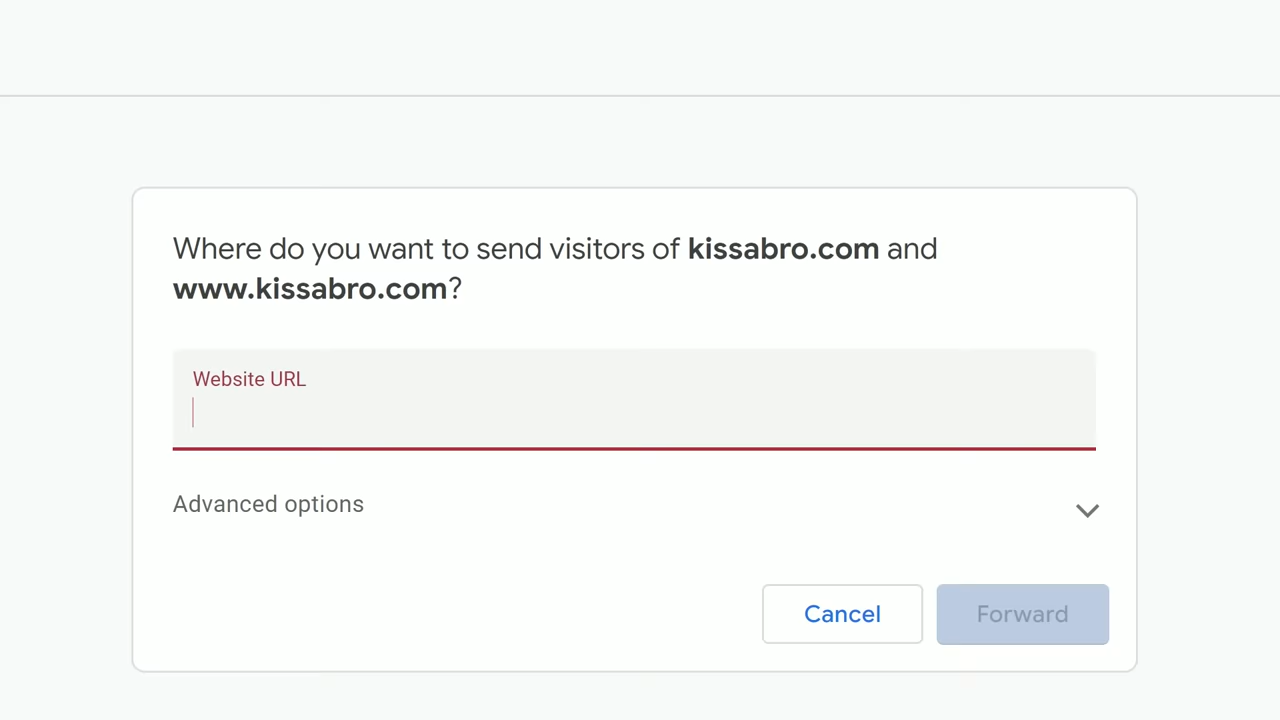 Where do you want to send visitors of kissabro.com and
www.kissabro.com?
Website URL
Advanced options
Cancel
Forward